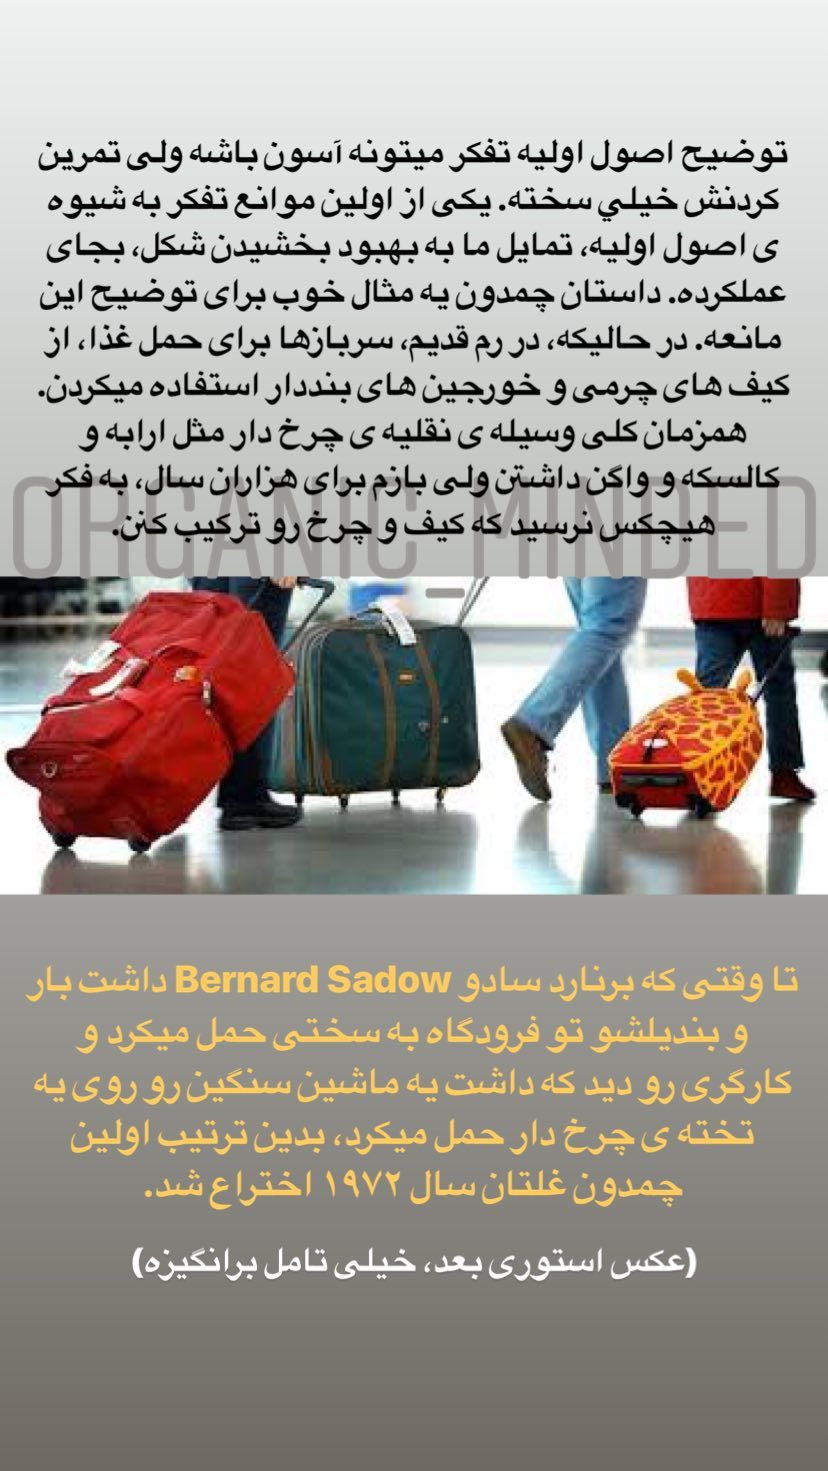 توضیح اصول اولیه تفکر میتونه آسون باشه ولی تمرین
کردنش خیلي سخته. یکی از اولین موانع تفکر به شیوه
ی اصول اولیه، تمایل ما به بهبود بخشیدن شکل، بجای
عملکرده. داستان چمدون یه مثال خوب برای توضیح این
مانعه. در حالیکه، در رم قدیم، سربازها برای حمل غذا، از
کیف های چرمی و خورجین های بنددار استفاده میکردن.
همزمان کلی وسیله ی نقلیه ی چرخ دار مثل ارابه و
کالسکه و واگن داشتن ولی بازم برای هزاران سال، به فکر
هیچکس نرسید که کیف و چرخ رو ترکیب کنن.
ORGANIC_MINDED
تا وقتی که برنارد سادو Bernard Sadow داشت بار
و بندیلشو تو فرودگاه به سختی حمل میکرد و
کارگری رو دید که داشت یه ماشین سنگین رو روی یه
تخته ی چرخ دار حمل میکرد، بدین ترتیب اولین
چمدون غلتان سال ۱۹۷۲ اختراع شد.
(عکس استوری بعد، خیلی تامل برانگیزه)